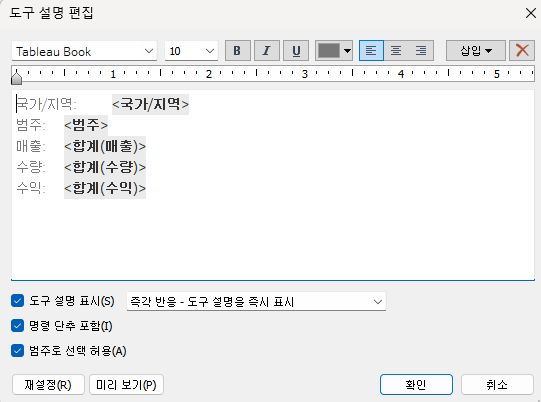 도구 설명 편집
Tableau Book 10 B I U 삽입
1 2 3 4 5
국가/지역: <국가/지역>
범주: <범주>
매출: <합계(매출)>
수량: <합계(수량)>
수익: <합계(수익)>
도구 설명 표시(S) 즉각 반응 - 도구 설명을 즉시 표시
명령 단추 포함(I)
범주로 선택 허용(A)
재설정(R) 미리 보기(P) 확인 취소